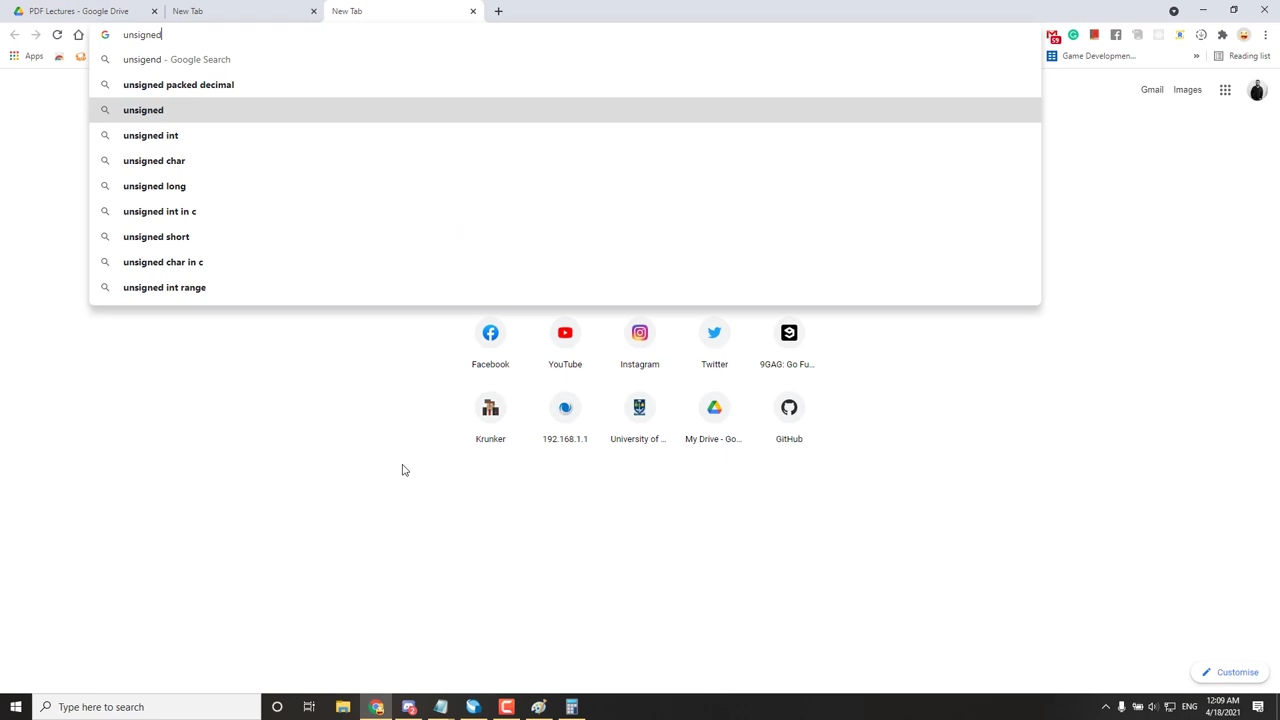 PDF Lectures - Google Drive
New Tab
New Tab
unsigned
59
unsigend - Google Search
unsigned packed decimal
unsigned
unsigned int
unsigned char
unsigned long
unsigned int in c
unsigned short
unsigned char in c
unsigned int range
Apps
Game Developmen...
»
Reading list
Gmail
Images
Facebook
YouTube
Instagram
Twitter
9GAG: Go Fu...
Krunker
192.168.1.1
University of ...
My Drive - Go...
GitHub
Customise
Type here to search
ENG
12:09 AM
4/18/2021